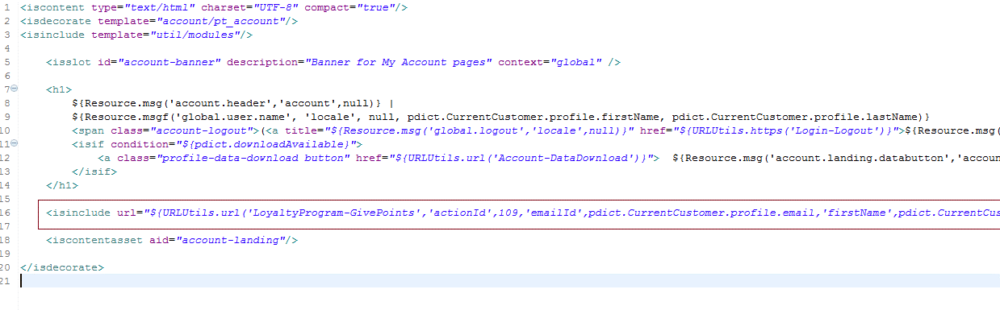 1 <iscontent type="text/html" charset="UTF-8" compact="true"/>
2 <isdecorate template="account/pt_account"/>
3 <isinclude template="util/modules"/>
4
5 <isslot id="account-banner" description="Banner for My Account pages" context="global" />
6
7 <h1>
8 ${Resource.msg('account.header','account',null)} |
9 ${Resource.msgf('global.user.name', 'locale', null, pdict.CurrentCustomer.profile.firstName, pdict.CurrentCustomer.profile.lastName)}
10 <span class="account-logout">(<a title="${Resource.msg('global.logout','locale',null)}" href="${URLUtils.https('Login-Logout')}">${Resource.msg(
11 <isif condition="${pdict.downloadAvailable}">
12 <a class="profile-data-download button" href="${URLUtils.url('Account-DataDownload')}"> ${Resource.msg('account.landing.databutton','accoun
13 </isif>
14 </h1>
15
16 <isinclude url="${URLUtils.url('LoyaltyProgram-GivePoints','actionId',109,'emailId',pdict.CurrentCustomer.profile.email,'firstName',pdict.CurrentCus
17
18 <iscontentasset aid="account-landing"/>
19
20 </isdecorate>
21